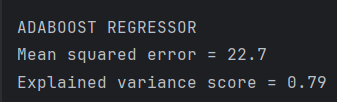 ADABOOST REGRESSOR
Mean squared error = 22.7
Explained variance score = 0.79